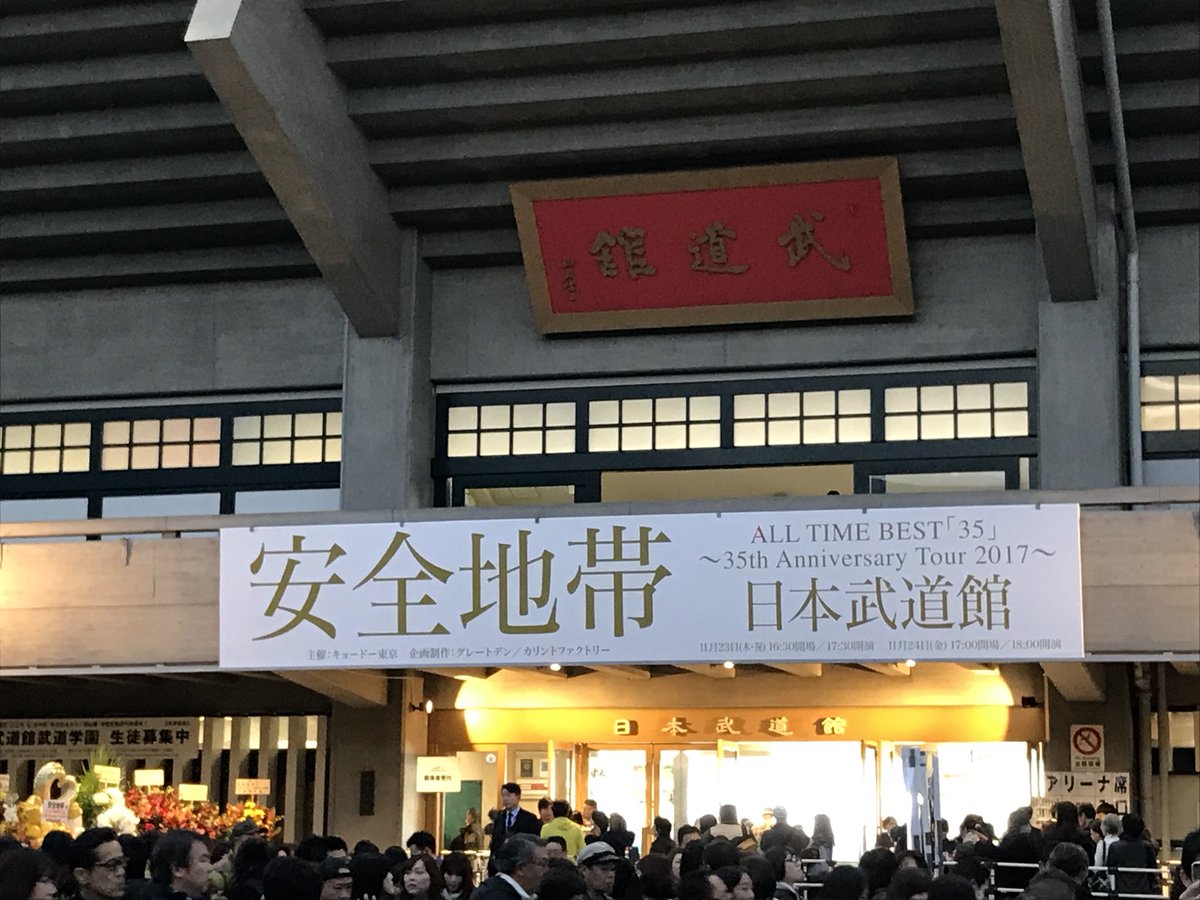 武道館
安全地帯
ALL TIME BEST「35」
～35th Anniversary Tour 2017～
日本武道館
主催：キョードー東京　企画制作：グレートデン／カリントファクトリー
11月23日(木・祝) 16:30開場／17:30開演　11月24日(金) 17:00開場／18:00開演
日本武道館
道館武道学園 生徒募集中
アリーナ席